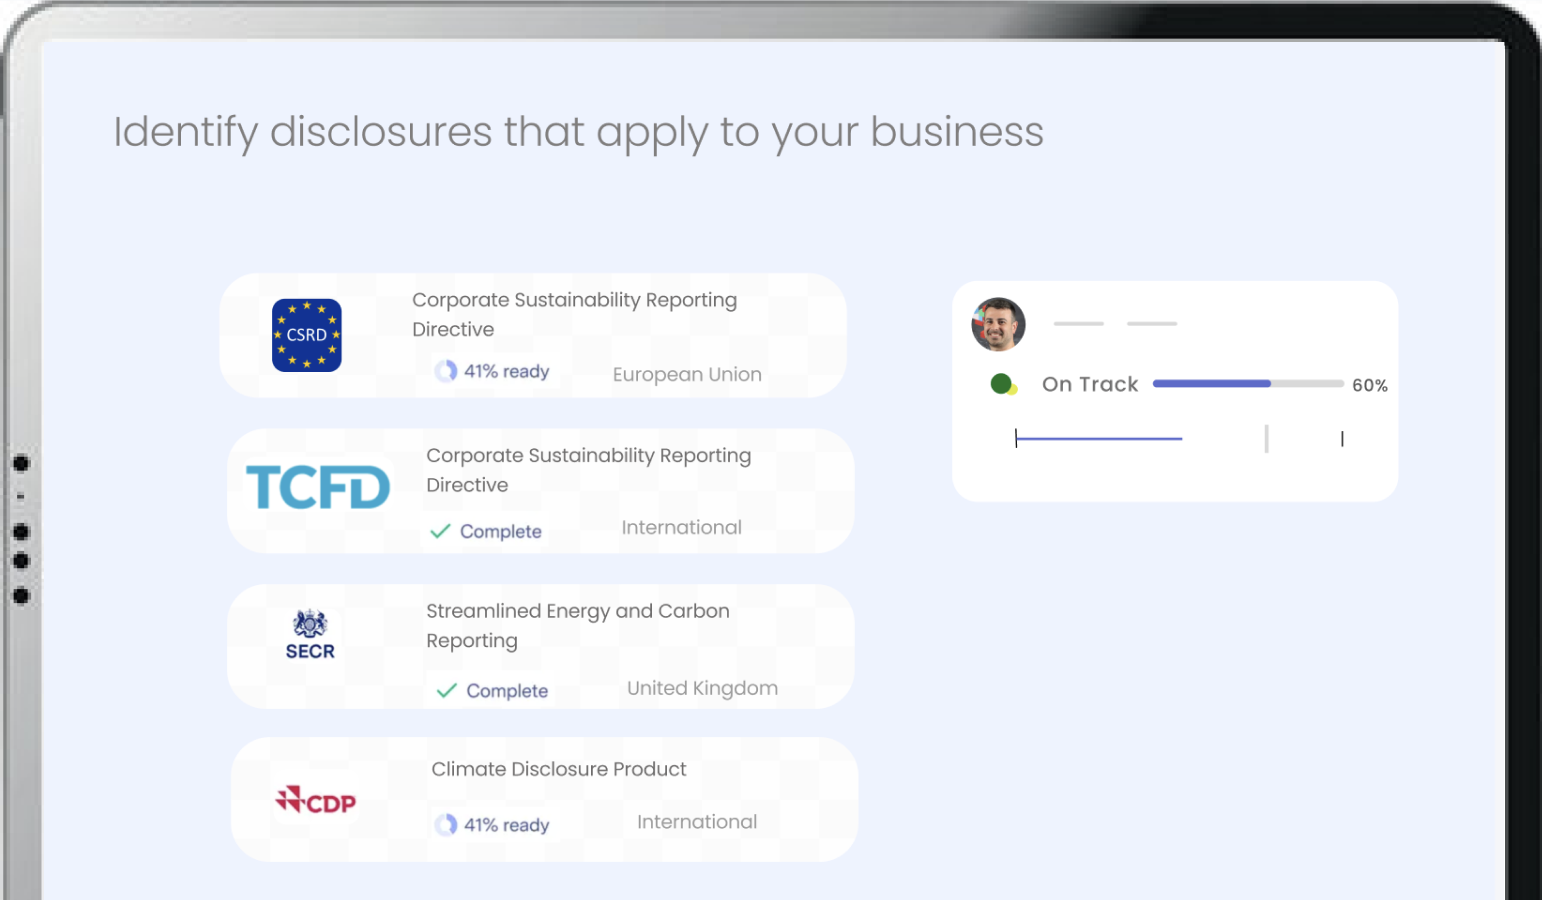 Identify disclosures that apply to your business
CSRD
Corporate Sustainability Reporting
Directive
41% ready
European Union
TCFD
Corporate Sustainability Reporting
Directive
Complete
International
SECR
Streamlined Energy and Carbon
Reporting
Complete
United Kingdom
CDP
Climate Disclosure Product
41% ready
International
On Track
60%